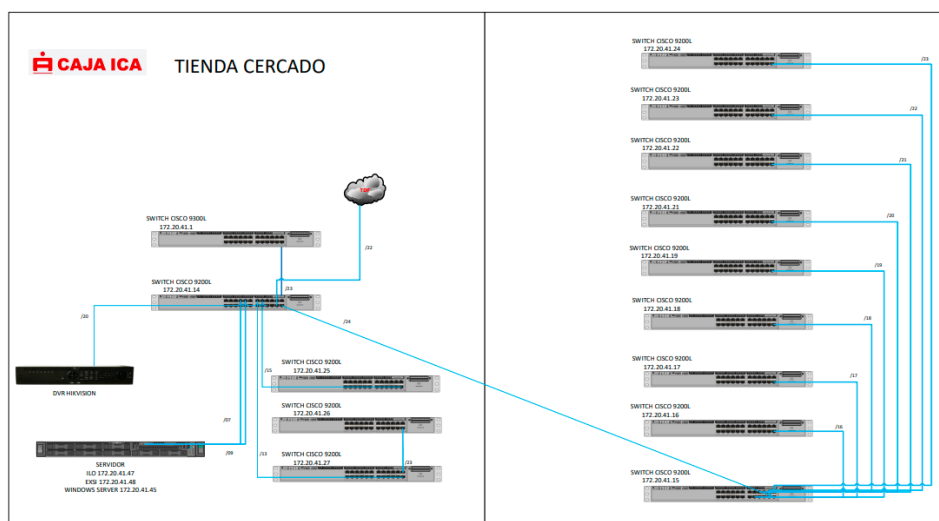 CAJA ICA
TIENDA CERCADO
SWITCH CISCO 9300L
172.20.41.1
/22
/23
SWITCH CISCO 9200L
172.20.41.14
/20
/24
DVR HIKVISION
SWITCH CISCO 9200L
172.20.41.25
/15
SWITCH CISCO 9200L
172.20.41.26
/07
/09
/12
/21
SWITCH CISCO 9200L
172.20.41.27
SERVIDOR
ILO 172.20.41.47
EXSI 172.20.41.48
WINDOWS SERVER 172.20.41.45
SWITCH CISCO 9200L
172.20.41.24
/23
SWITCH CISCO 9200L
172.20.41.23
/22
SWITCH CISCO 9200L
172.20.41.22
/21
SWITCH CISCO 9200L
172.20.41.21
/20
SWITCH CISCO 9200L
172.20.41.19
/19
SWITCH CISCO 9200L
172.20.41.18
/18
SWITCH CISCO 9200L
172.20.41.17
/17
SWITCH CISCO 9200L
172.20.41.16
/16
SWITCH CISCO 9200L
172.20.41.15